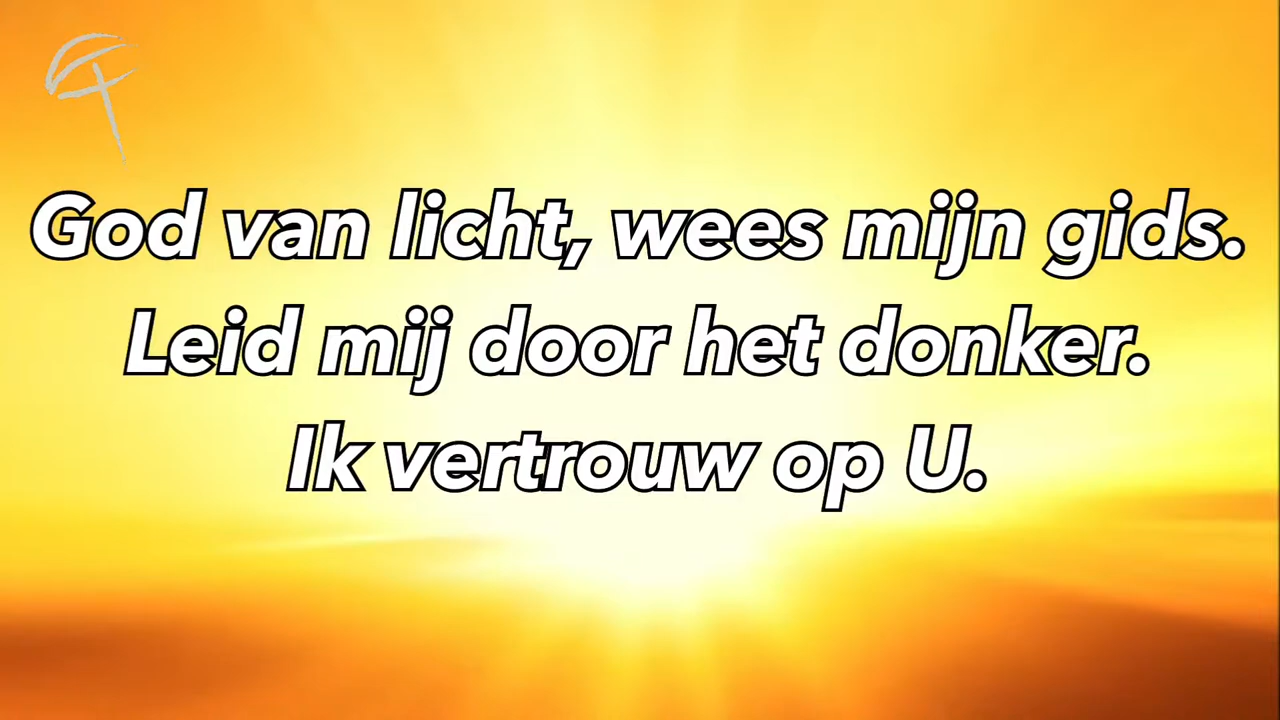 God van licht, wees mijn gids.
Leid mij door het donker.
Ik vertrouw op U.